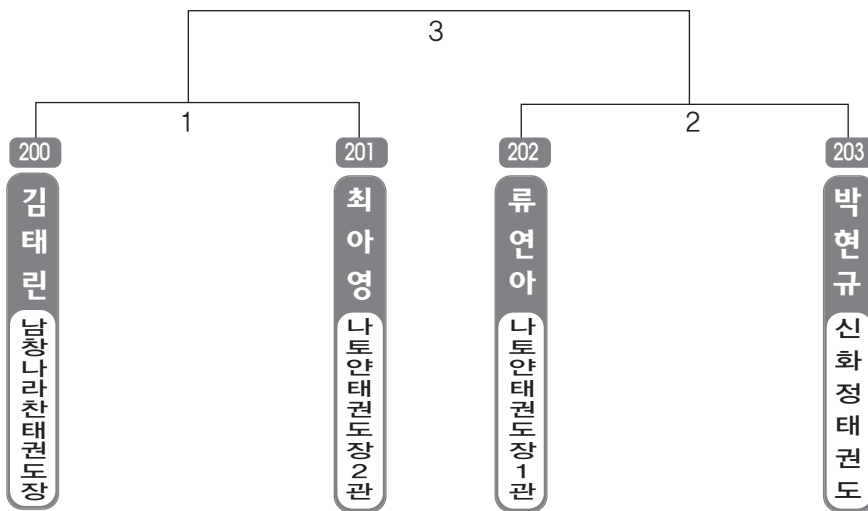 3
1
2
200
김태린
남창나라찬태권도장
201
최아영
나토얀태권도장2관
202
류연아
나토얀태권도장1관
203
박현규
신화정태권도